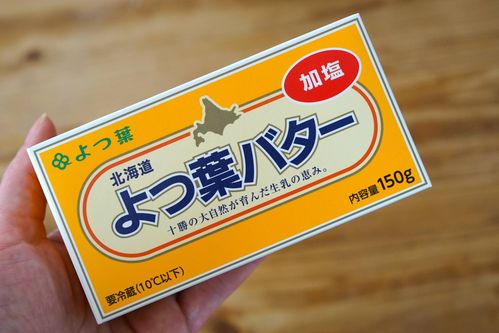 よつ葉
加塩
北海道
よつ葉バター
十勝の大自然が育んだ生乳の恵み。
内容量150g
要冷蔵(10℃以下)